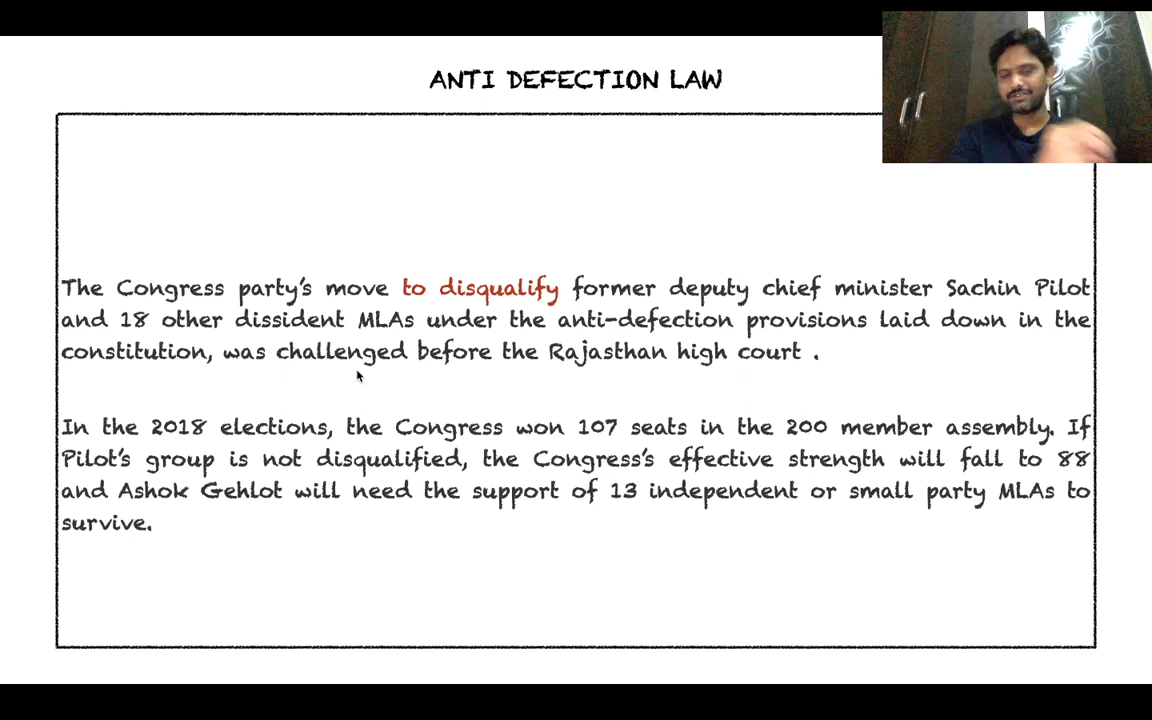 ANTI DEFECTION LAW
The Congress party's move to disqualify former deputy chief minister Sachin Pilot
and 18 other dissident MLAs under the anti-defection provisions laid down in the
constitution, was challenged before the Rajasthan high court .
In the 2018 elections, the Congress won 107 seats in the 200 member assembly. If
Pilot's group is not disqualified, the Congress's effective strength will fall to 88
and Ashok Gehlot will need the support of 13 independent or small party MLAs to
survive.